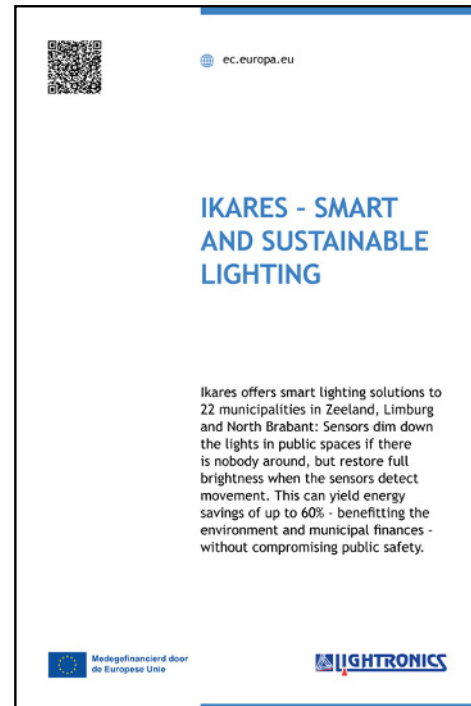 ec.europa.eu
IKARES - SMART
AND SUSTAINABLE
LIGHTING
Ikares offers smart lighting solutions to
22 municipalities in Zeeland, Limburg
and North Brabant: Sensors dim down
the lights in public spaces if there
is nobody around, but restore full
brightness when the sensors detect
movement. This can yield energy
savings of up to 60% - benefitting the
environment and municipal finances -
without compromising public safety.
Medegefinancierd door
de Europese Unie
LIGHTRONICS